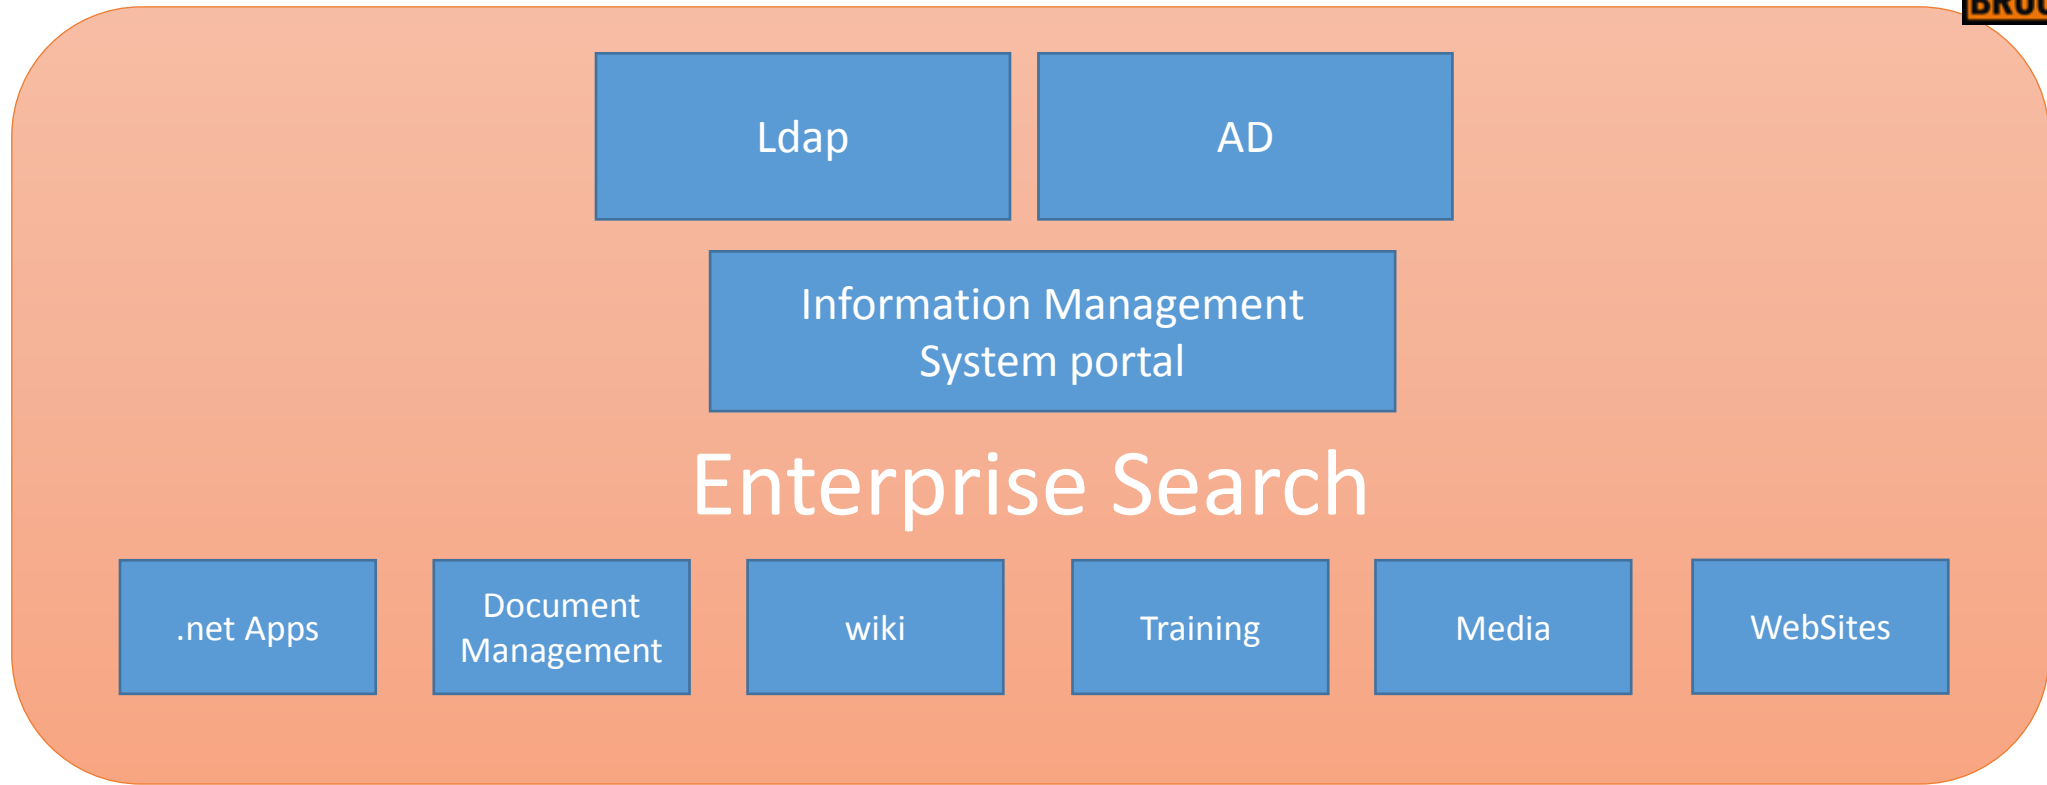 Ldap
AD
Information Management
System portal
Enterprise Search
.net Apps
Document
Management
wiki
Training
Media
WebSites